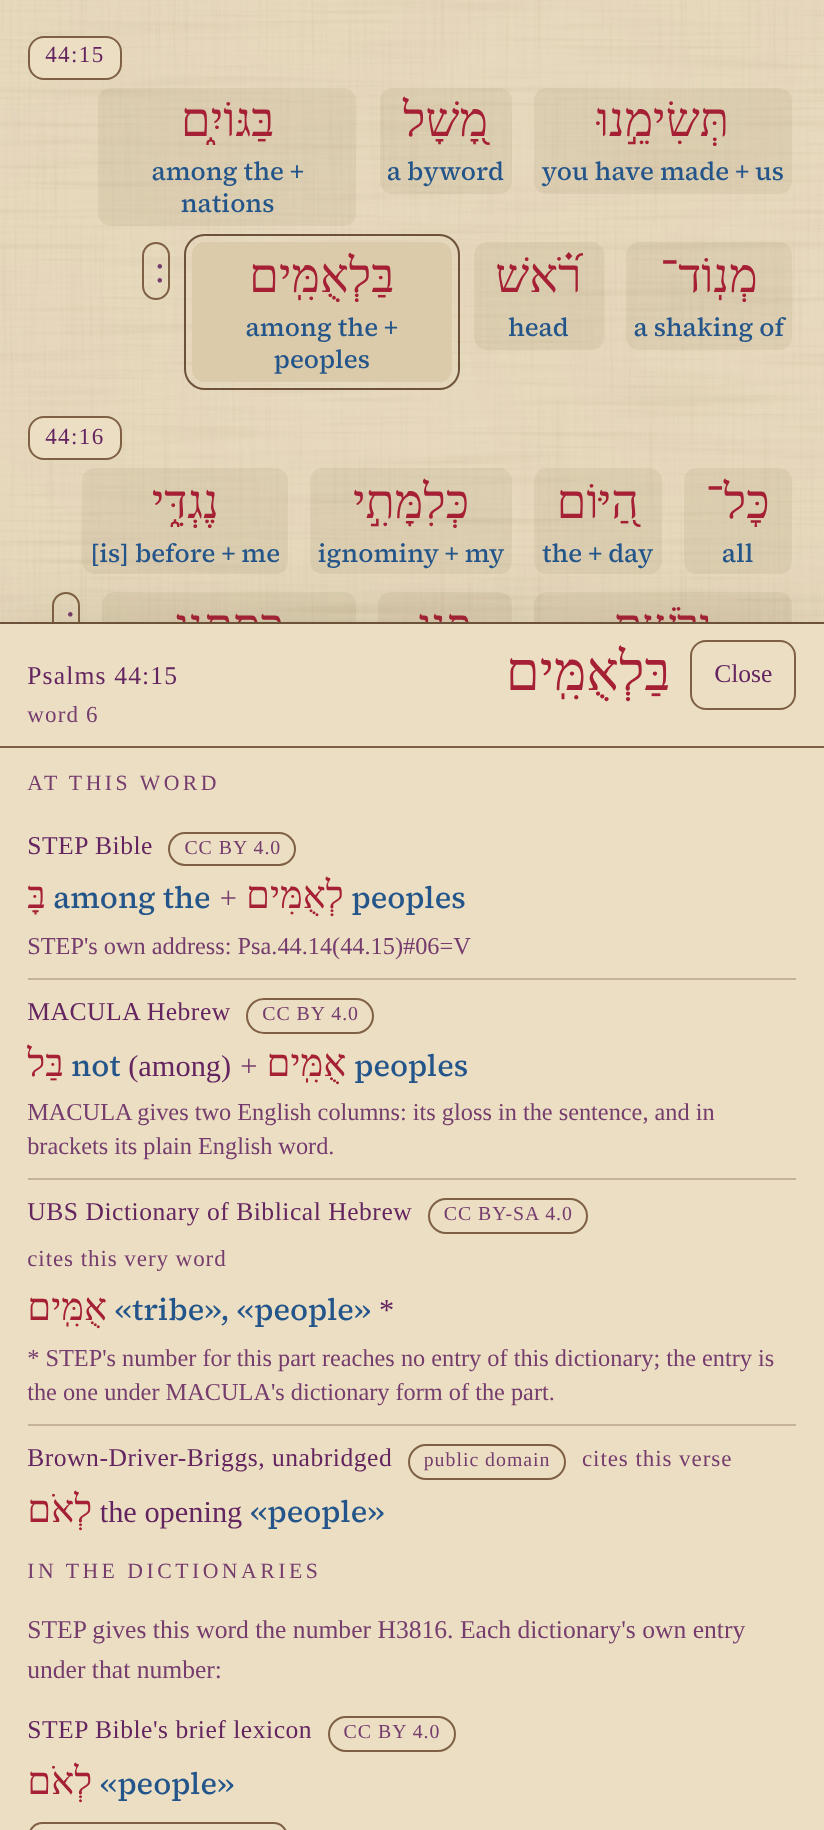 44:15
תְּשִׂימֵ֣נוּ מָ֭שָׁל בַּגּוֹיִ֑ם
you have made + us a byword among the +
nations
מְנֽוֹד־ רֹ֝֗אשׁ בַּלְאֻמִּֽים ׃
a shaking of head among the +
peoples
44:16
כָּל־ הַ֭יּוֹם כְּלִמָּתִ֣י נֶגְדִּ֑י
all the + day ignominy + my [is] before + me
Psalms 44:15
בַּלְאֻמִּֽים
Close
word 6
AT THIS WORD
STEP Bible CC BY 4.0
בַּ among the + לְאֻמִּים peoples
STEP's own address: Psa.44.14(44.15)#06=V
MACULA Hebrew CC BY 4.0
בַּל not (among) + אֻמִּֽים peoples
MACULA gives two English columns: its gloss in the sentence, and in
brackets its plain English word.
UBS Dictionary of Biblical Hebrew CC BY-SA 4.0
cites this very word
אֻמִּֽים «tribe», «people» *
* STEP's number for this part reaches no entry of this dictionary; the entry is
the one under MACULA's dictionary form of the part.
Brown-Driver-Briggs, unabridged public domain cites this verse
לְאֹם the opening «people»
IN THE DICTIONARIES
STEP gives this word the number H3816. Each dictionary's own entry
under that number:
STEP Bible's brief lexicon CC BY 4.0
לְאֹם «people»